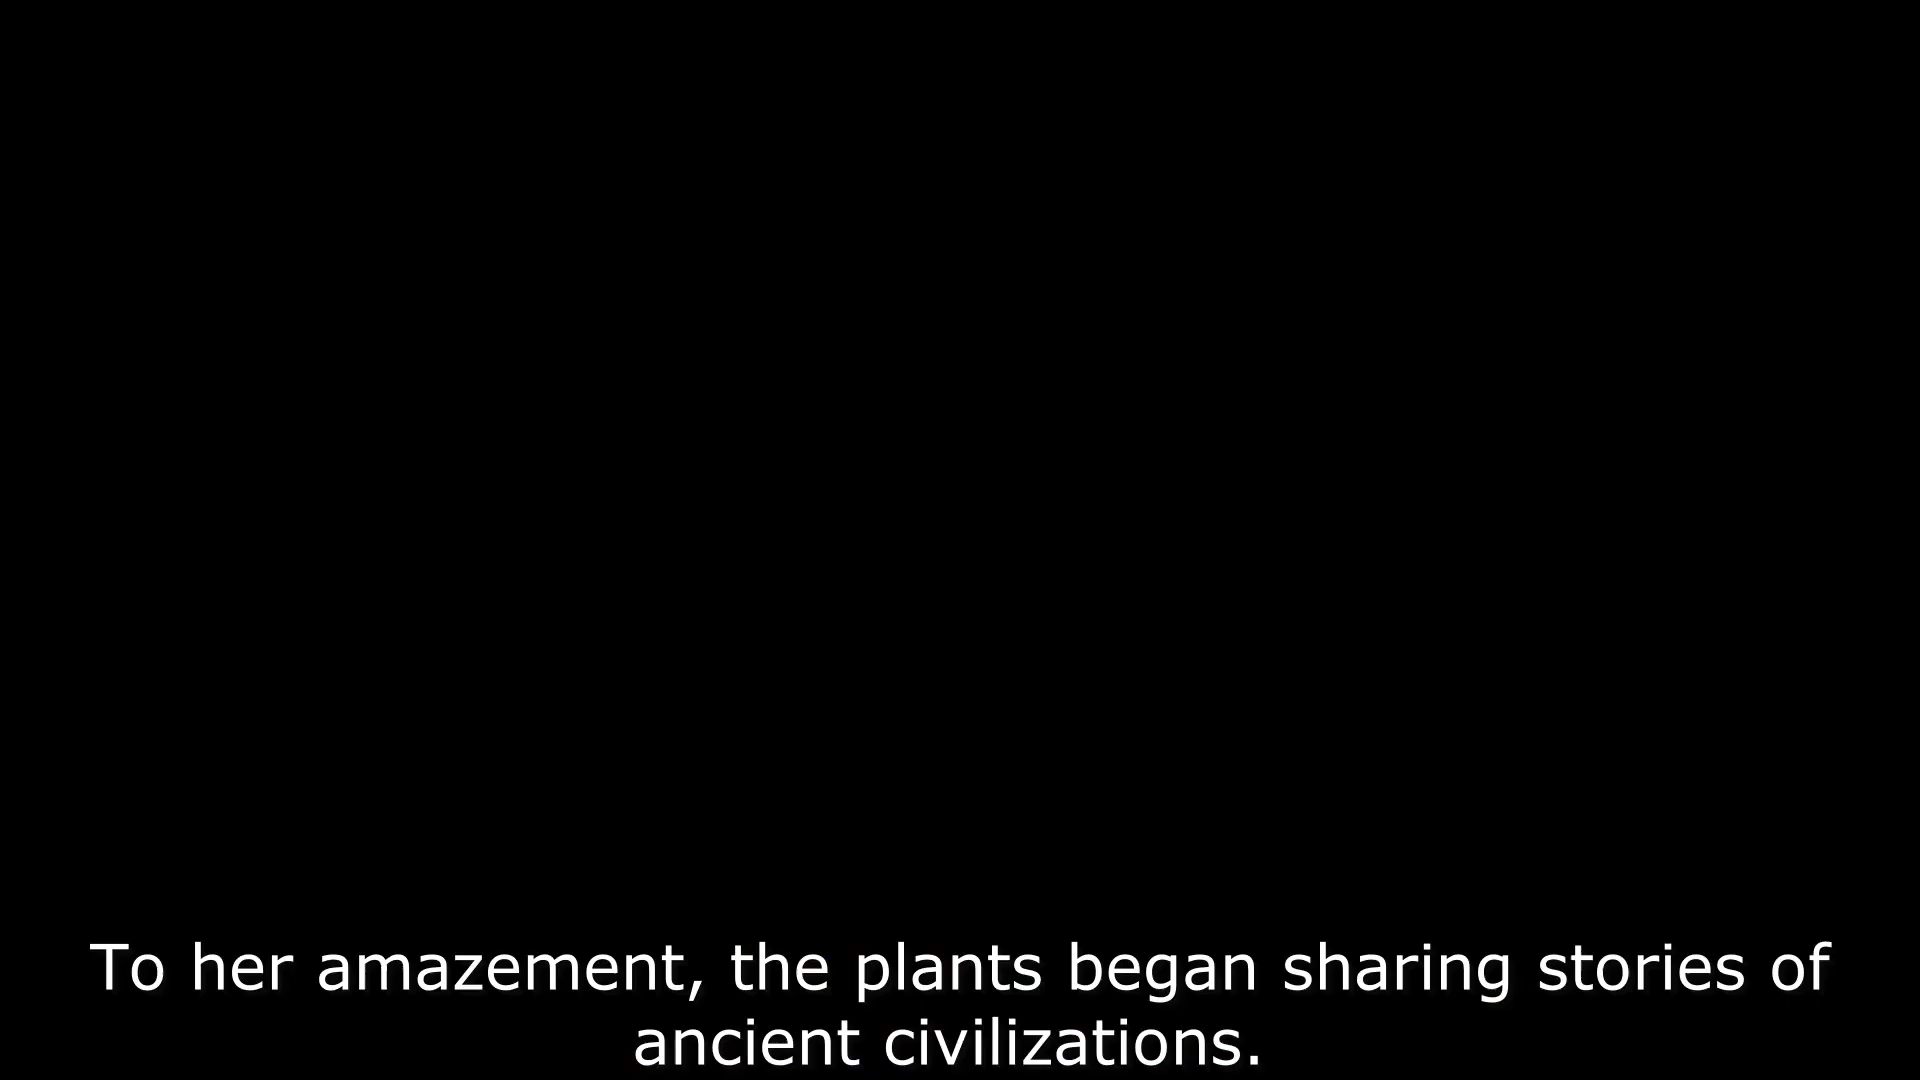 To her amazement, the plants began sharing stories of
ancient civilizations.